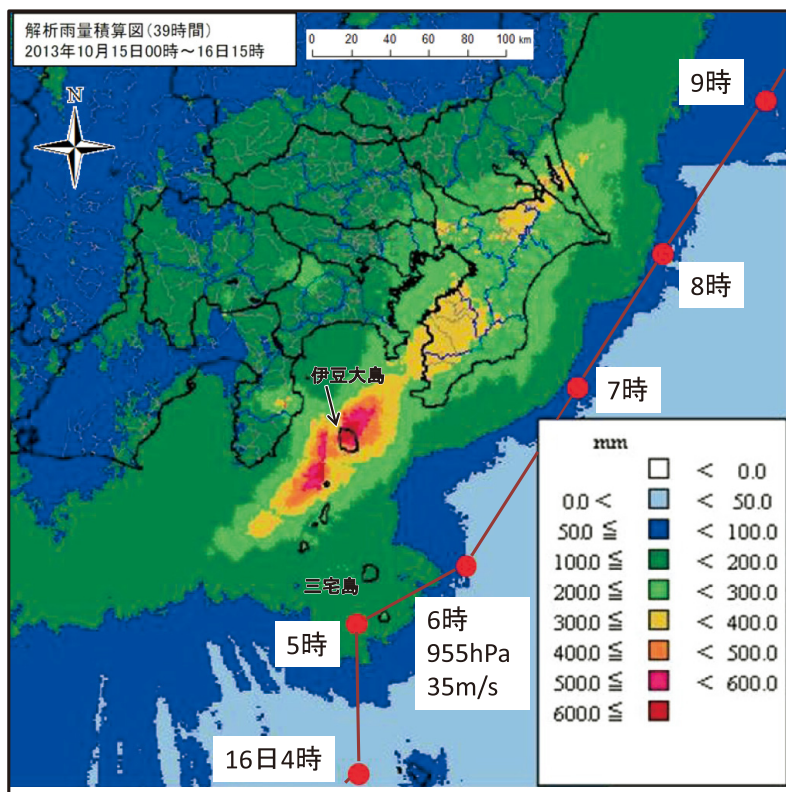 解析雨量積算図(39時間)
2013年10月15日00時~16日15時
0 20 40 60 80 100 km
N
9時
8時
伊豆大島
7時
mm
< 0.0
0.0 < < 50.0
50.0 ≦ < 100.0
100.0 ≦ < 200.0
200.0 ≦ < 300.0
300.0 ≦ < 400.0
400.0 ≦ < 500.0
500.0 ≦ < 600.0
600.0 ≦
三宅島
5時
6時
955hPa
35m/s
16日4時